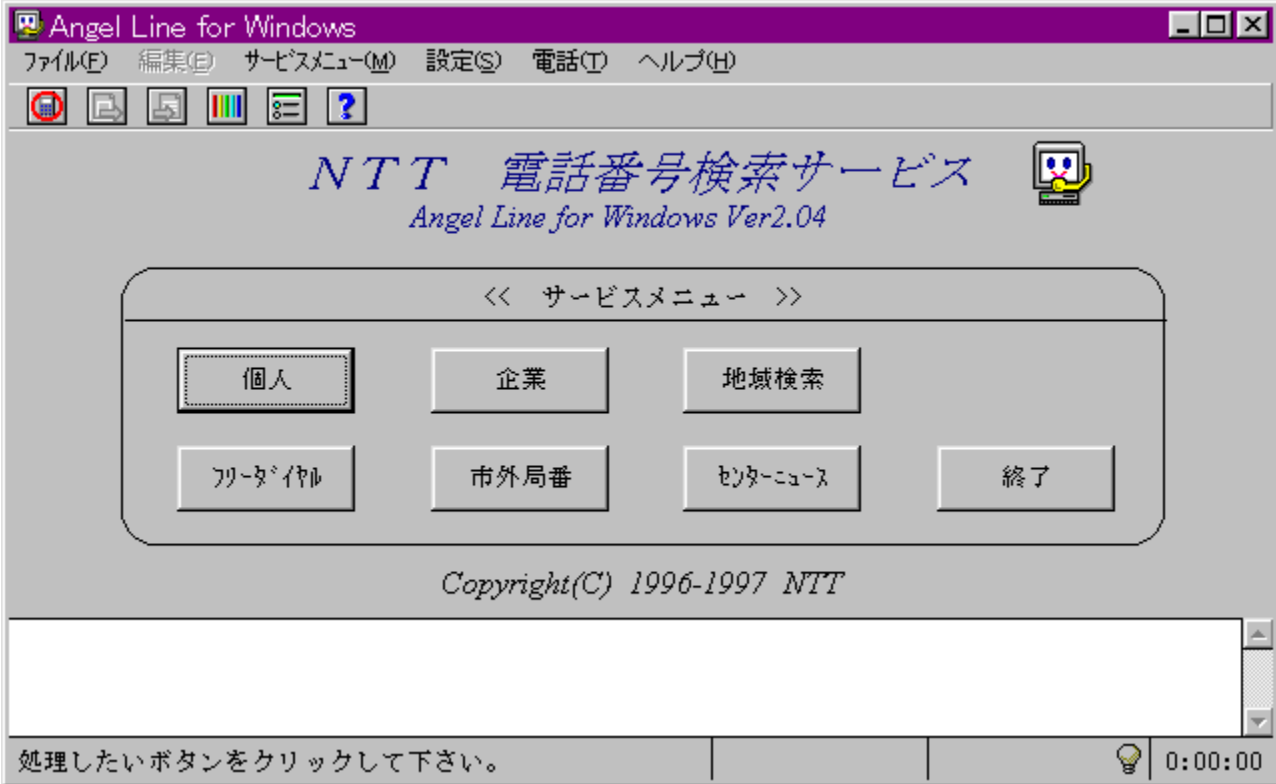 Angel Line for Windows
ﾌｧｲﾙ(F) 編集(E) ｻｰﾋﾞｽﾒﾆｭｰ(M) 設定(S) 電話(T) ヘルプ(H)
?
ＮＴＴ　電話番号検索サービス
Angel Line for Windows Ver2.04
<< サービスメニュー >>
個人 企業 地域検索
ﾌﾘｰﾀﾞｲﾔﾙ 市外局番 ｾﾝﾀｰﾆｭｰｽ 終了
Copyright(C) 1996-1997 NTT
処理したいボタンをクリックして下さい。 0:00:00